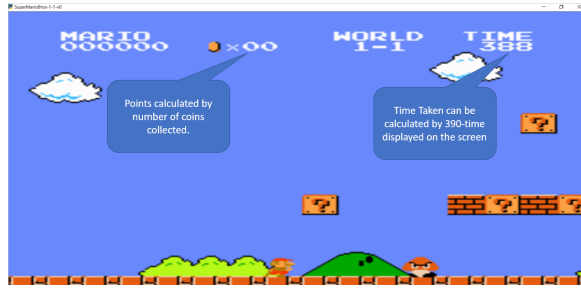 SuperMarioBros-1-1-v0
MARIO WORLD TIME
000000 ×00 1-1 388
Points calculated by
number of coins
collected.
Time Taken can be
calculated by 390-time
displayed on the screen
? 
?
?
?